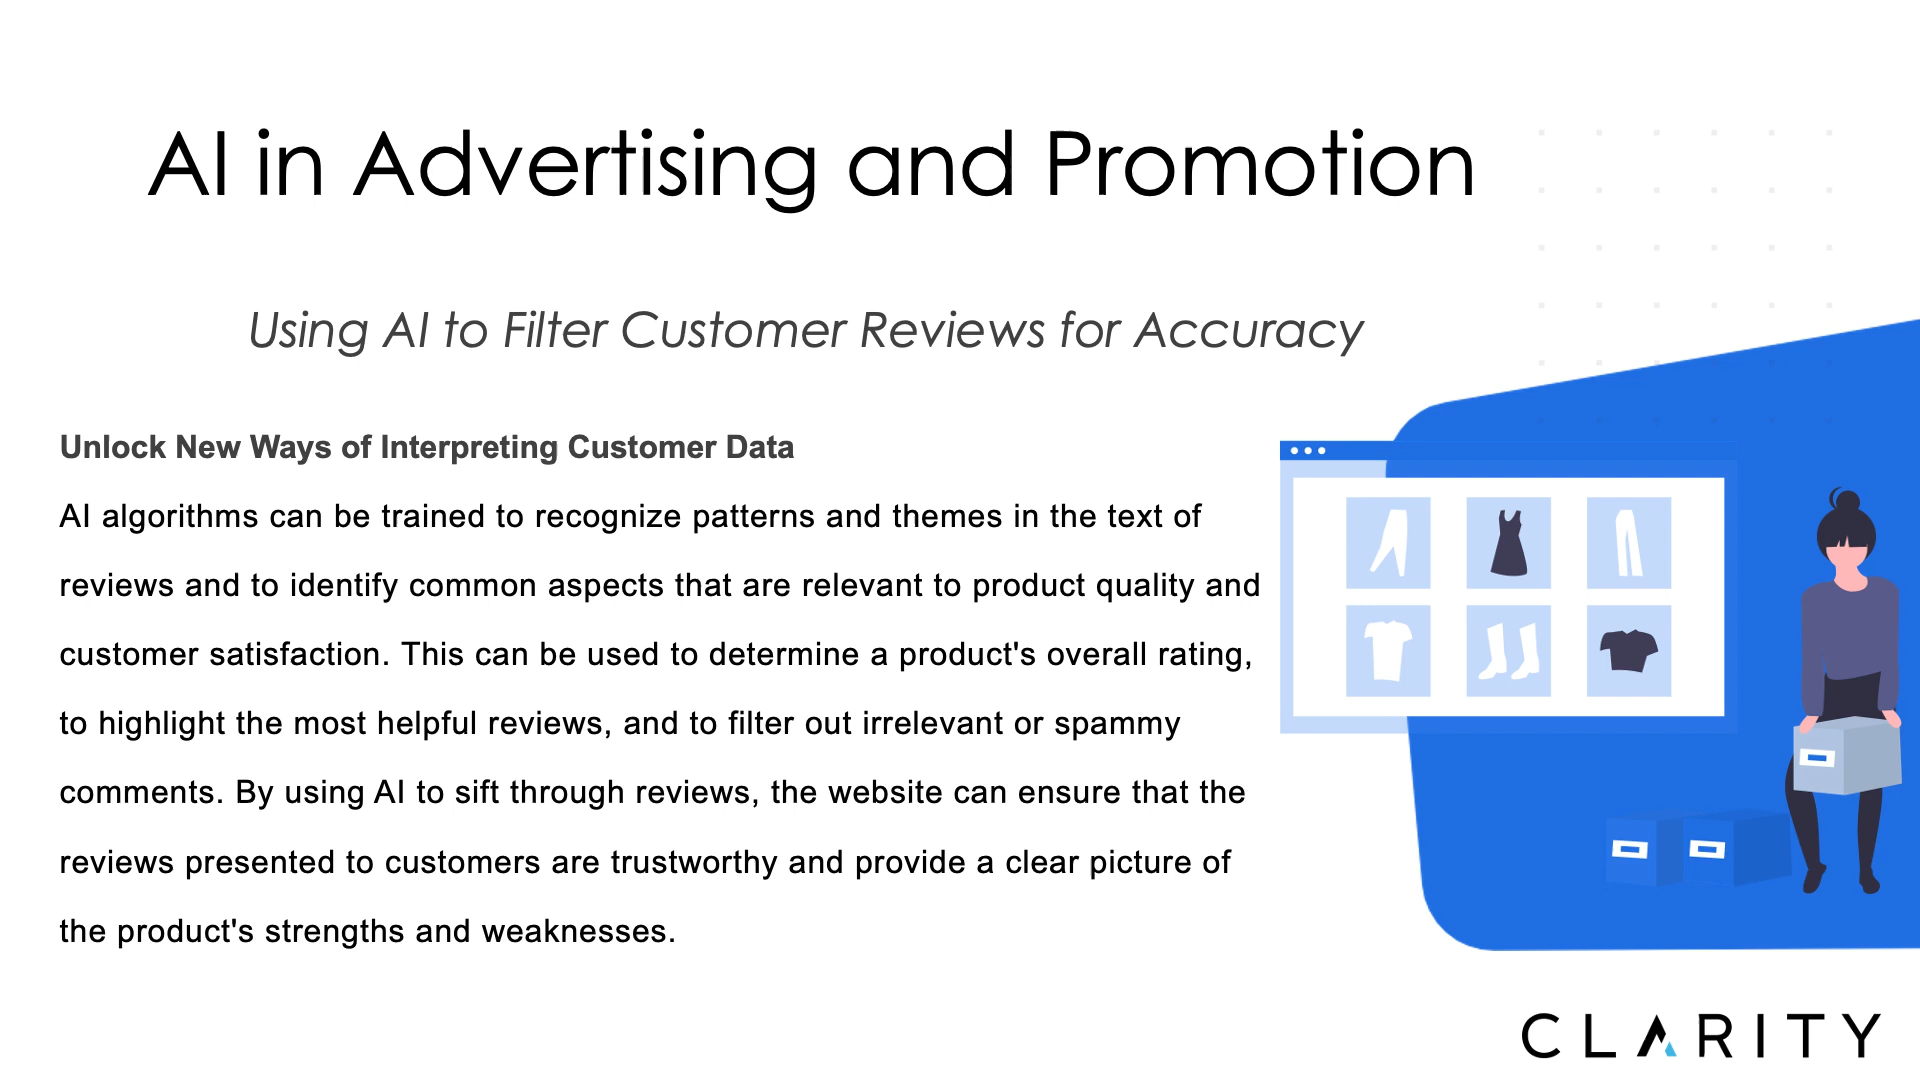 AI in Advertising and Promotion
Using AI to Filter Customer Reviews for Accuracy
Unlock New Ways of Interpreting Customer Data
AI algorithms can be trained to recognize patterns and themes in the text of
reviews and to identify common aspects that are relevant to product quality and
customer satisfaction. This can be used to determine a product's overall rating,
to highlight the most helpful reviews, and to filter out irrelevant or spammy
comments. By using AI to sift through reviews, the website can ensure that the
reviews presented to customers are trustworthy and provide a clear picture of
the product's strengths and weaknesses.
CLARITY